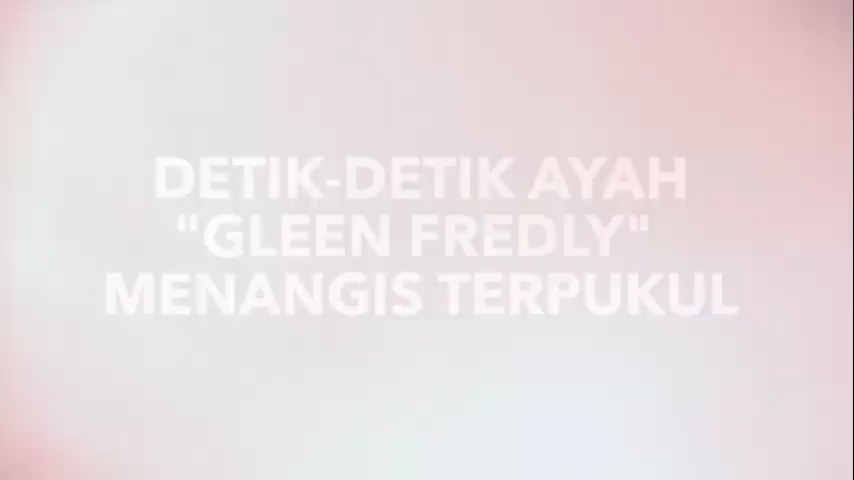 DETIK-DETIK AYAH
"GLEEN FREDLY"
MENANGIS TERPUKUL